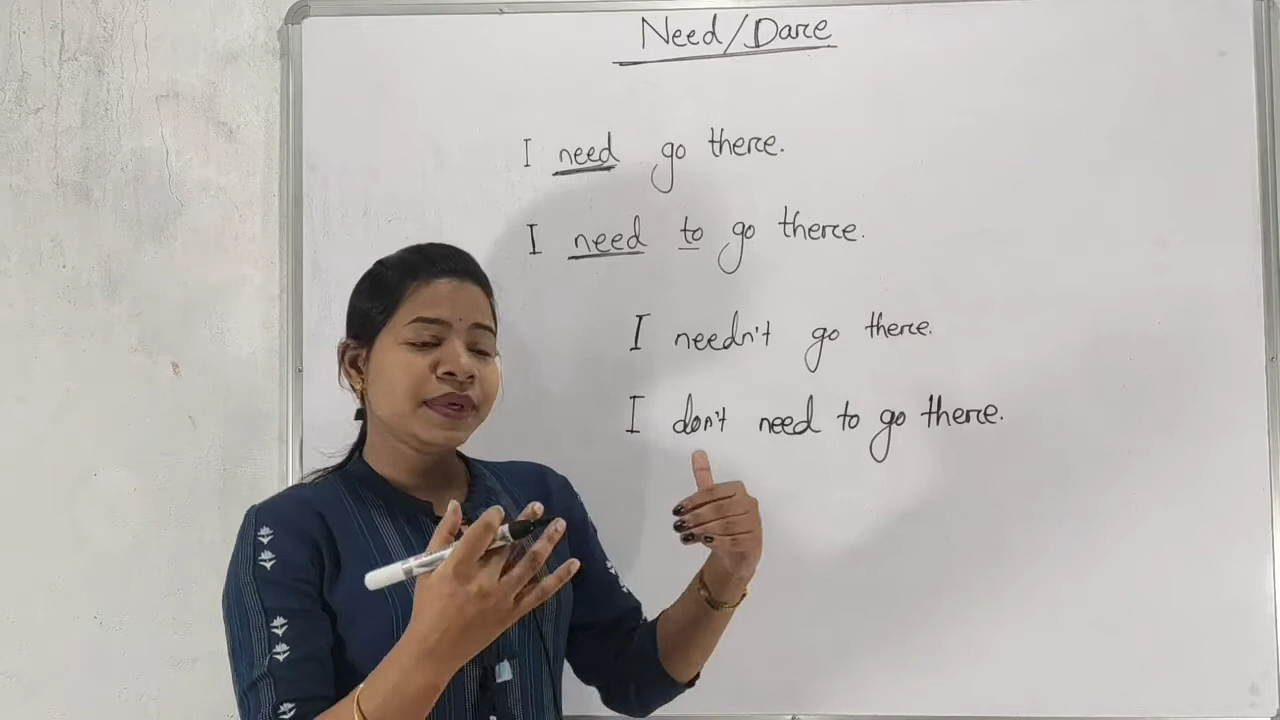 Need/Dare
I need go there.
I need to go there.
I needn't go there.
I don't need to go there.